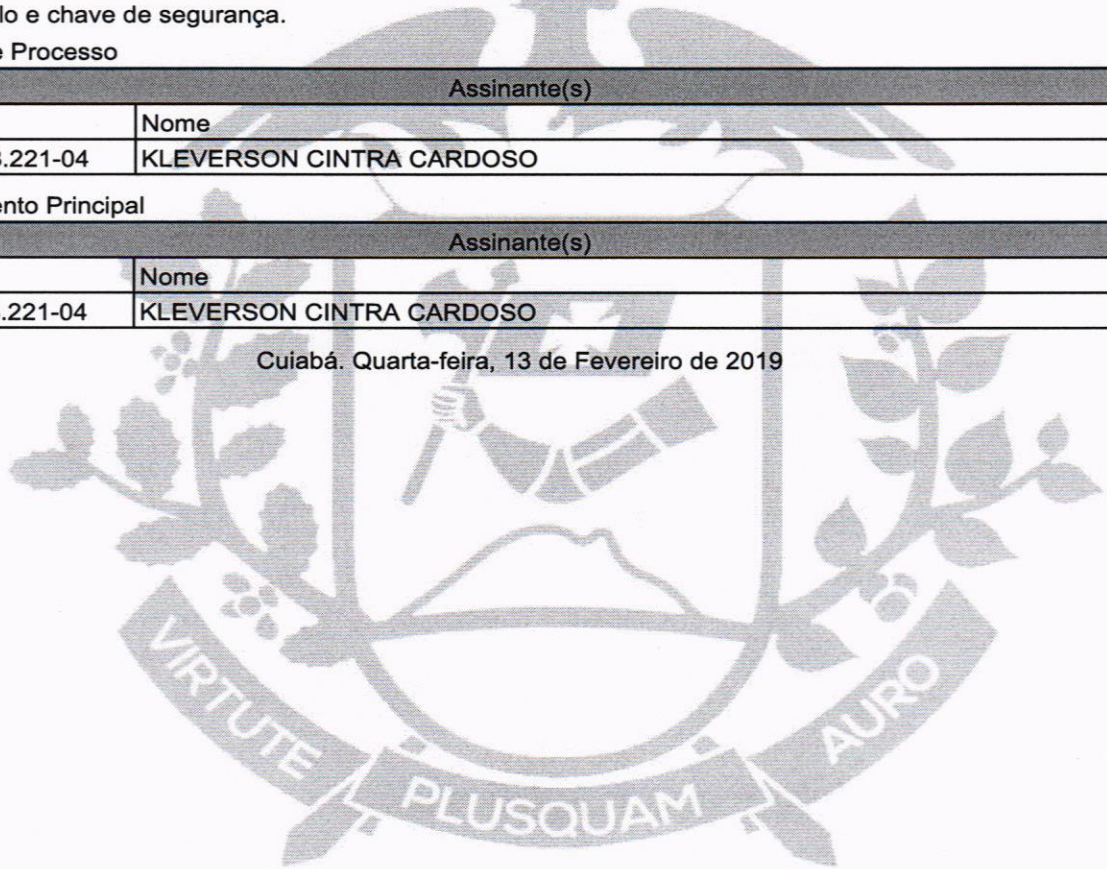 lo e chave de segurança.
e Processo
Assinante(s)
Nome
.221-04 KLEVERSON CINTRA CARDOSO
ento Principal
Assinante(s)
Nome
.221-04 KLEVERSON CINTRA CARDOSO
Cuiabá. Quarta-feira, 13 de Fevereiro de 2019
VIRTUTE PLUSQUAM AURO